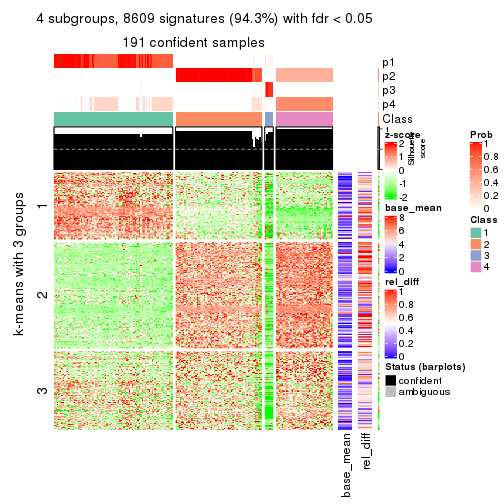 4 subgroups, 8609 signatures (94.3%) with fdr < 0.05
191 confident samples
p1
p2
p3
p4
Class
1
Silhouette
score
k-means with 3 groups
1
2
3
base_mean
rel_diff
z-score
2
1
0
-1
-2
base_mean
8
6
4
2
0
rel_diff
1
0.8
0.6
0.4
0.2
0
Status (barplots)
confident
ambiguous
Prob
1
0.8
0.6
0.4
0.2
0
Class
1
2
3
4